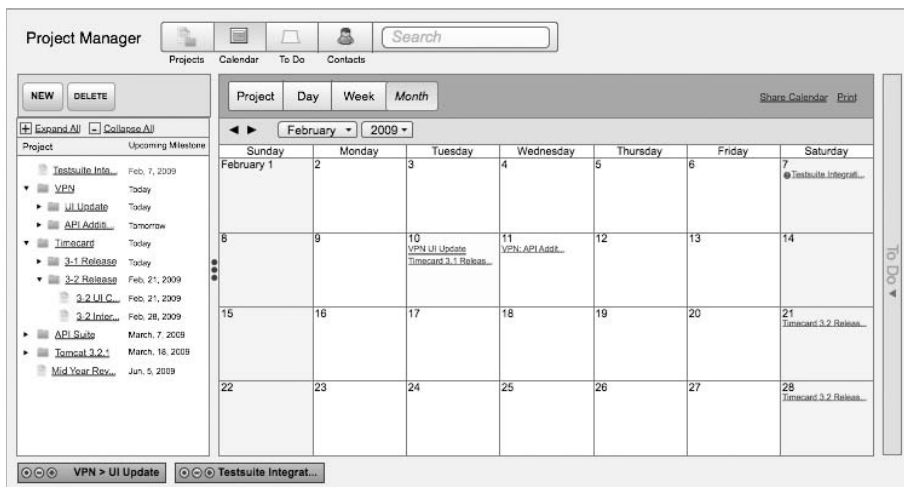 Project Manager
Search
Projects Calendar To Do Contacts
NEW DELETE
Project Day Week Month
Share Calendar Print
+ Expand All - Collapse All
February 2009
Project Upcoming Milestone
Sunday Monday Tuesday Wednesday Thursday Friday Saturday
Testsuite Inte... Feb, 7, 2009
VPN Today
UI Update Today
API Additi... Tomorrow
Timecard Today
3-1 Release Today
3-2 Release Feb, 21, 2009
3-2 UI C... Feb, 21, 2009
3-2 Inter... Feb, 28, 2009
API Suite March, 7, 2009
Tomcat 3.2.1 March, 18, 2009
Mid Year Rev... Jun, 5, 2009
February 1 2 3 4 5 6 7
Testsuite Integrati...
8 9 10 11 12 13 14
VPN UI Update VPN: API Addit...
Timecard 3.1 Releas...
15 16 17 18 19 20 21
Timecard 3.2 Releas...
22 23 24 25 26 27 28
Timecard 3.2 Releas...
To Do
VPN > UI Update Testsuite Integrat...